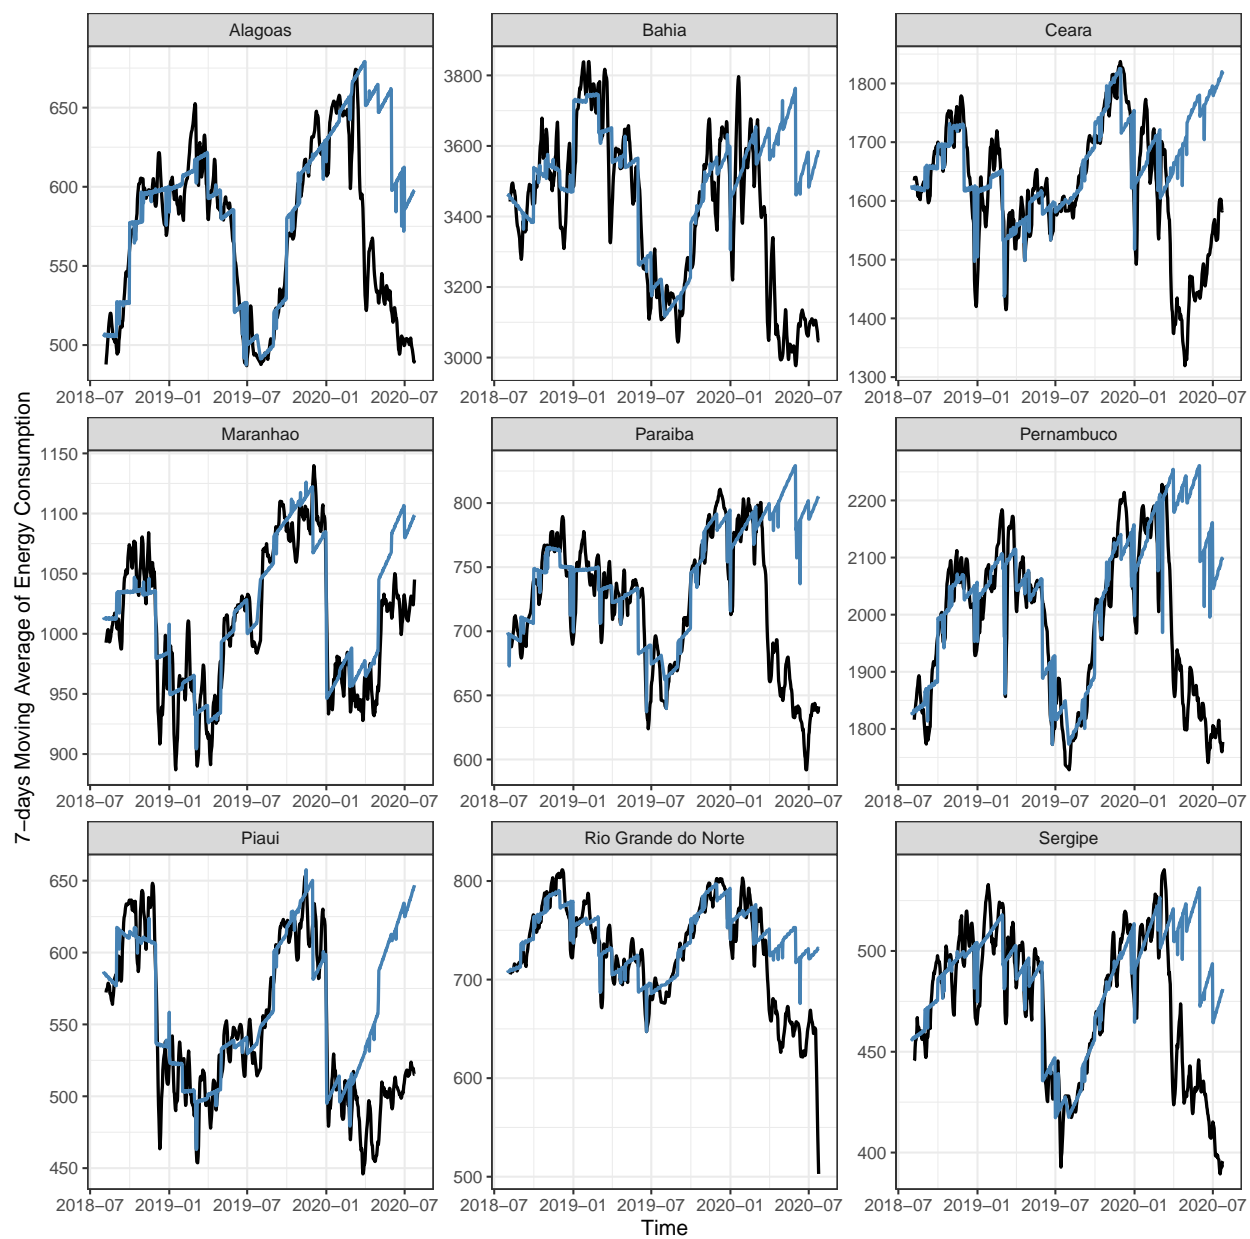 Alagoas
Bahia
Ceara
650
600
550
500
3800
3600
3400
3200
3000
1800
1700
1600
1500
1400
1300
2018−07 2019−01 2019−07 2020−01 2020−07
2018−07 2019−01 2019−07 2020−01 2020−07
2018−07 2019−01 2019−07 2020−01 2020−07
7−days Moving Average of Energy Consumption
Maranhao
Paraiba
Pernambuco
1150
1100
1050
1000
950
900
800
750
700
650
600
2200
2100
2000
1900
1800
2018−07 2019−01 2019−07 2020−01 2020−07
2018−07 2019−01 2019−07 2020−01 2020−07
2018−07 2019−01 2019−07 2020−01 2020−07
Piaui
Rio Grande do Norte
Sergipe
650
600
550
500
450
800
700
600
500
500
450
400
2018−07 2019−01 2019−07 2020−01 2020−07
2018−07 2019−01 2019−07 2020−01 2020−07
2018−07 2019−01 2019−07 2020−01 2020−07
Time